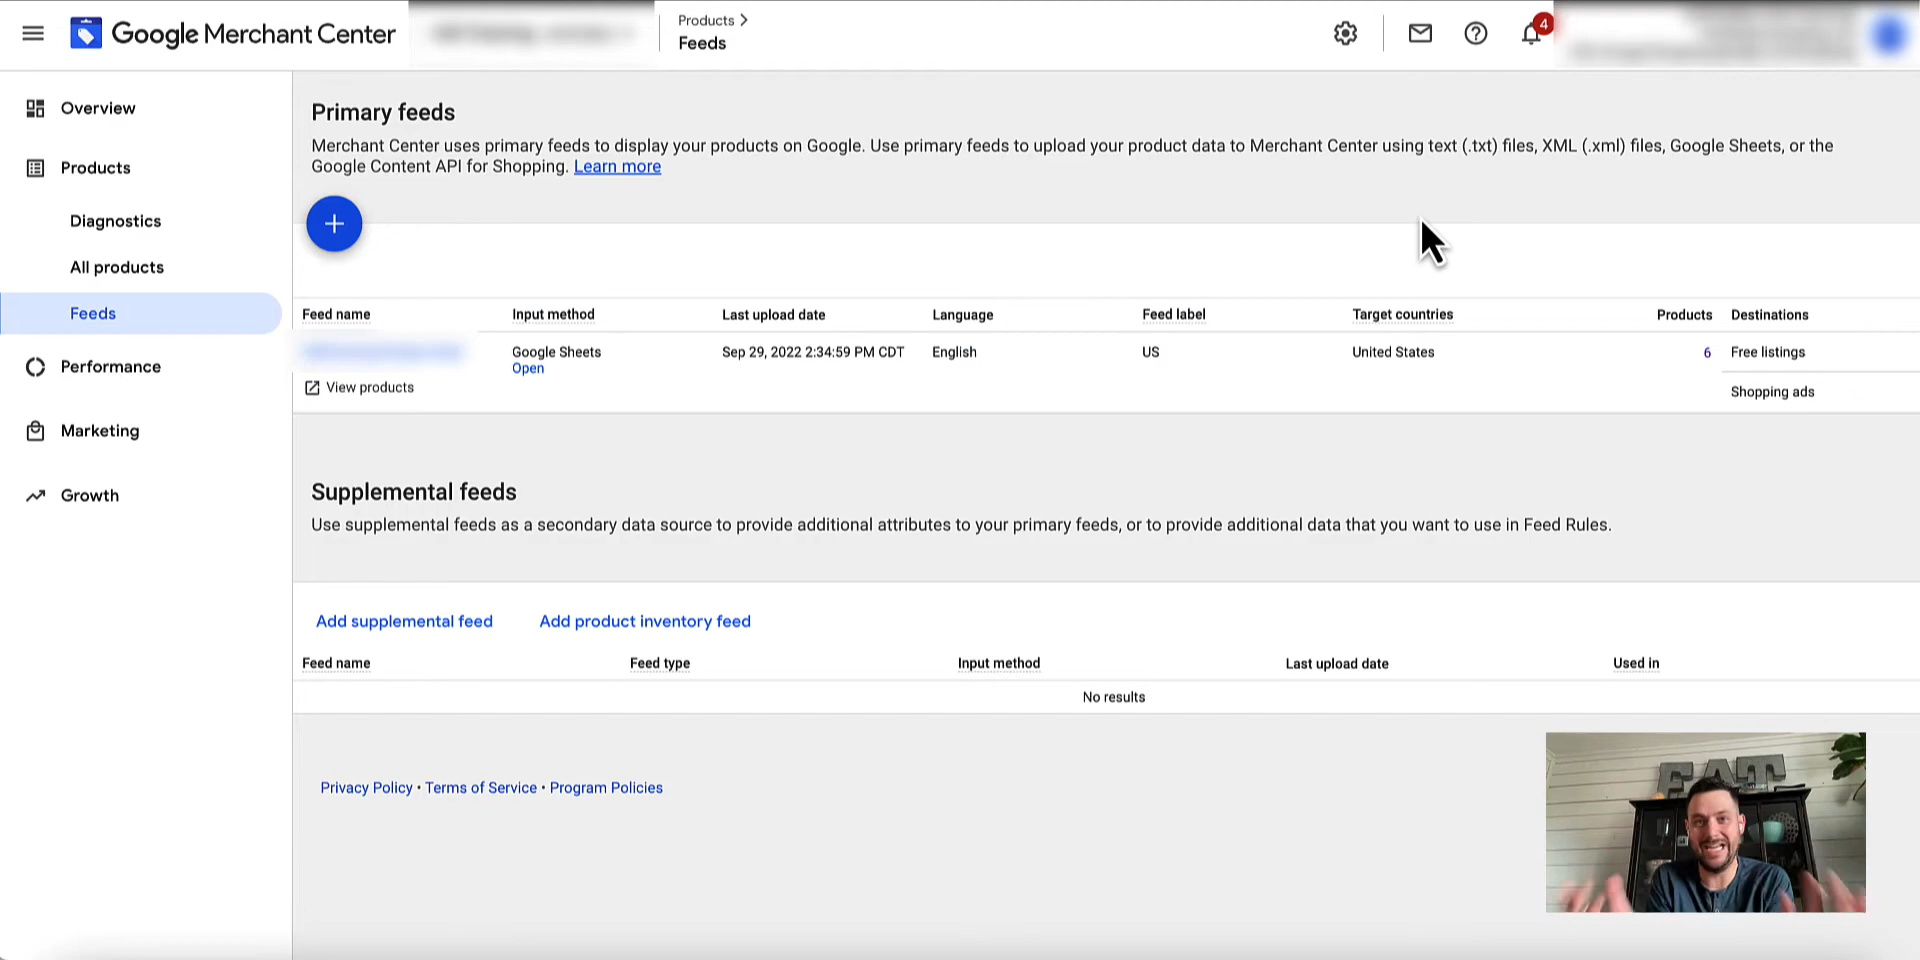 Google Merchant Center
Products
Feeds
4
Overview
Products
Diagnostics
All products
Feeds
Performance
Marketing
Growth
Primary feeds
Merchant Center uses primary feeds to display your products on Google. Use primary feeds to upload your product data to Merchant Center using text (.txt) files, XML (.xml) files, Google Sheets, or the
Google Content API for Shopping. Learn more
Feed name Input method Last upload date Language Feed label Target countries Products Destinations
Google Sheets Sep 29, 2022 2:34:59 PM CDT English US United States 6 Free listings
Open
View products
Shopping ads
Supplemental feeds
Use supplemental feeds as a secondary data source to provide additional attributes to your primary feeds, or to provide additional data that you want to use in Feed Rules.
Add supplemental feed Add product inventory feed
Feed name Feed type Input method Last upload date Used in
No results
Privacy Policy • Terms of Service • Program Policies
EAT